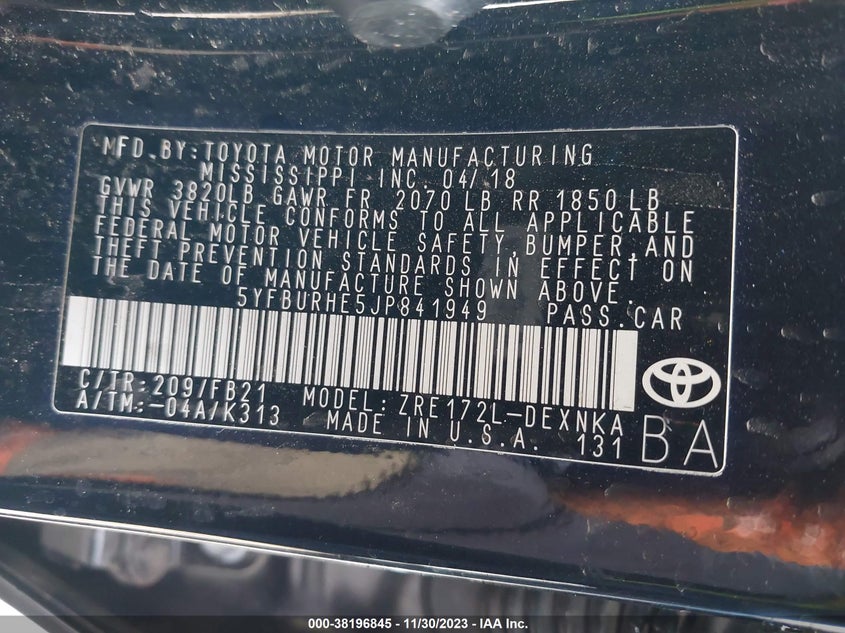 MFD.BY:TOYOTA MOTOR MANUFACTURING
MISSISSIPPI INC. 04/18
GVWR 3820LB GAWR FR 2070 LB RR 1850 LB
THIS VEHICLE CONFORMS TO ALL APPLICABLE
FEDERAL MOTOR VEHICLE SAFETY,BUMPER,AND
THEFT PREVENTION STANDARDS IN EFFECT ON
THE DATE OF MANUFACTURE SHOWN ABOVE.
5YFBURHE5JP841949 PASS.CAR
C/TR:209/FB21 MODEL:ZRE172L-DEXNKA
A/TM:-04A/K313 MADE IN U.S.A. 131
BA
000-38196845 - 11/30/2023 - IAA Inc.